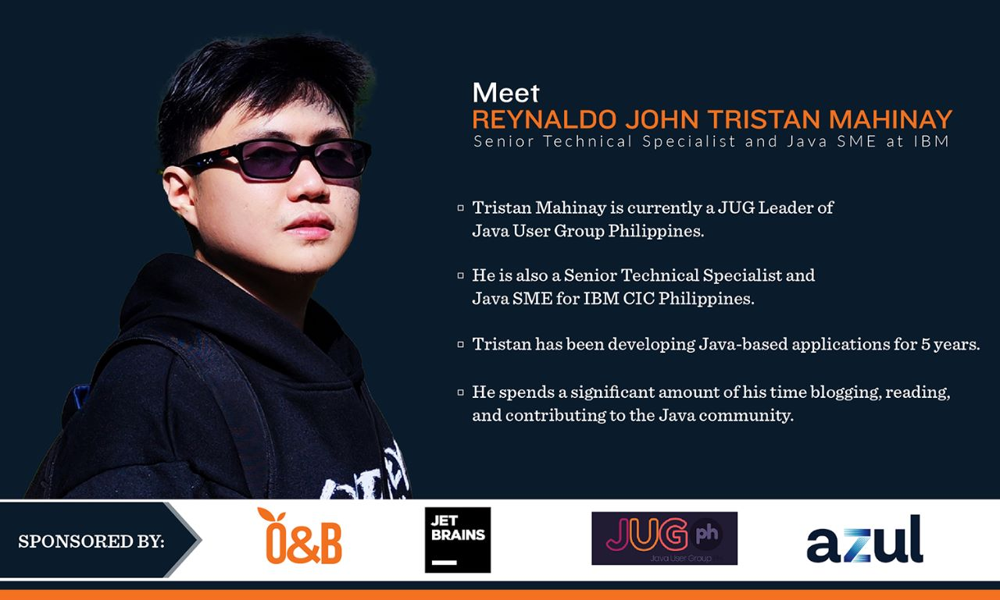 Meet
REYNALDO JOHN TRISTAN MAHINAY
Senior Technical Specialist and Java SME at IBM
Tristan Mahinay is currently a JUG Leader of
Java User Group Philippines.
He is also a Senior Technical Specialist and
Java SME for IBM CIC Philippines.
Tristan has been developing Java-based applications for 5 years.
He spends a significant amount of his time blogging, reading,
and contributing to the Java community.
SPONSORED BY:
O&B
JET
BRAINS
JUG ph
Java User Group
azul